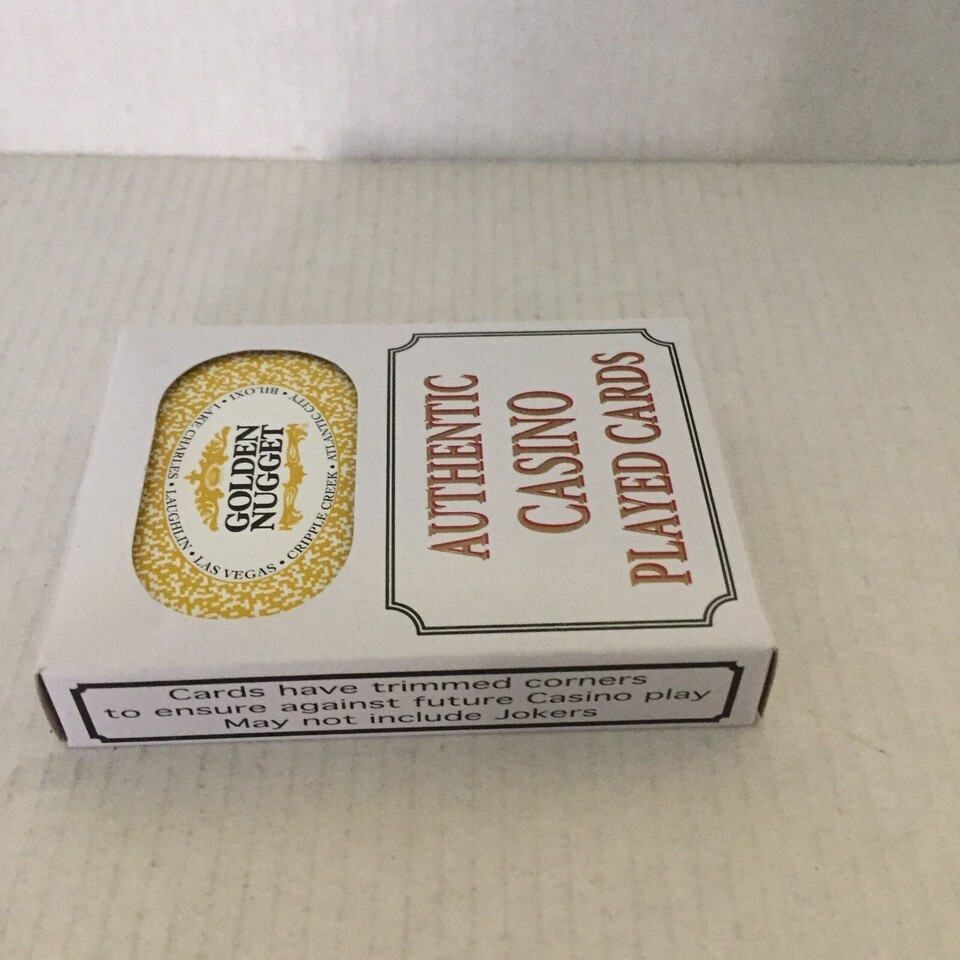 AUTHENTIC
CASINO
PLAYED CARDS
GOLDEN
NUGGET
LAS VEGAS • CRIPPLE CREEK • ATLANTIC CITY • BILOXI • LAKE CHARLES • LAUGHLIN •
Cards have trimmed corners
to ensure against future Casino play
May not include Jokers